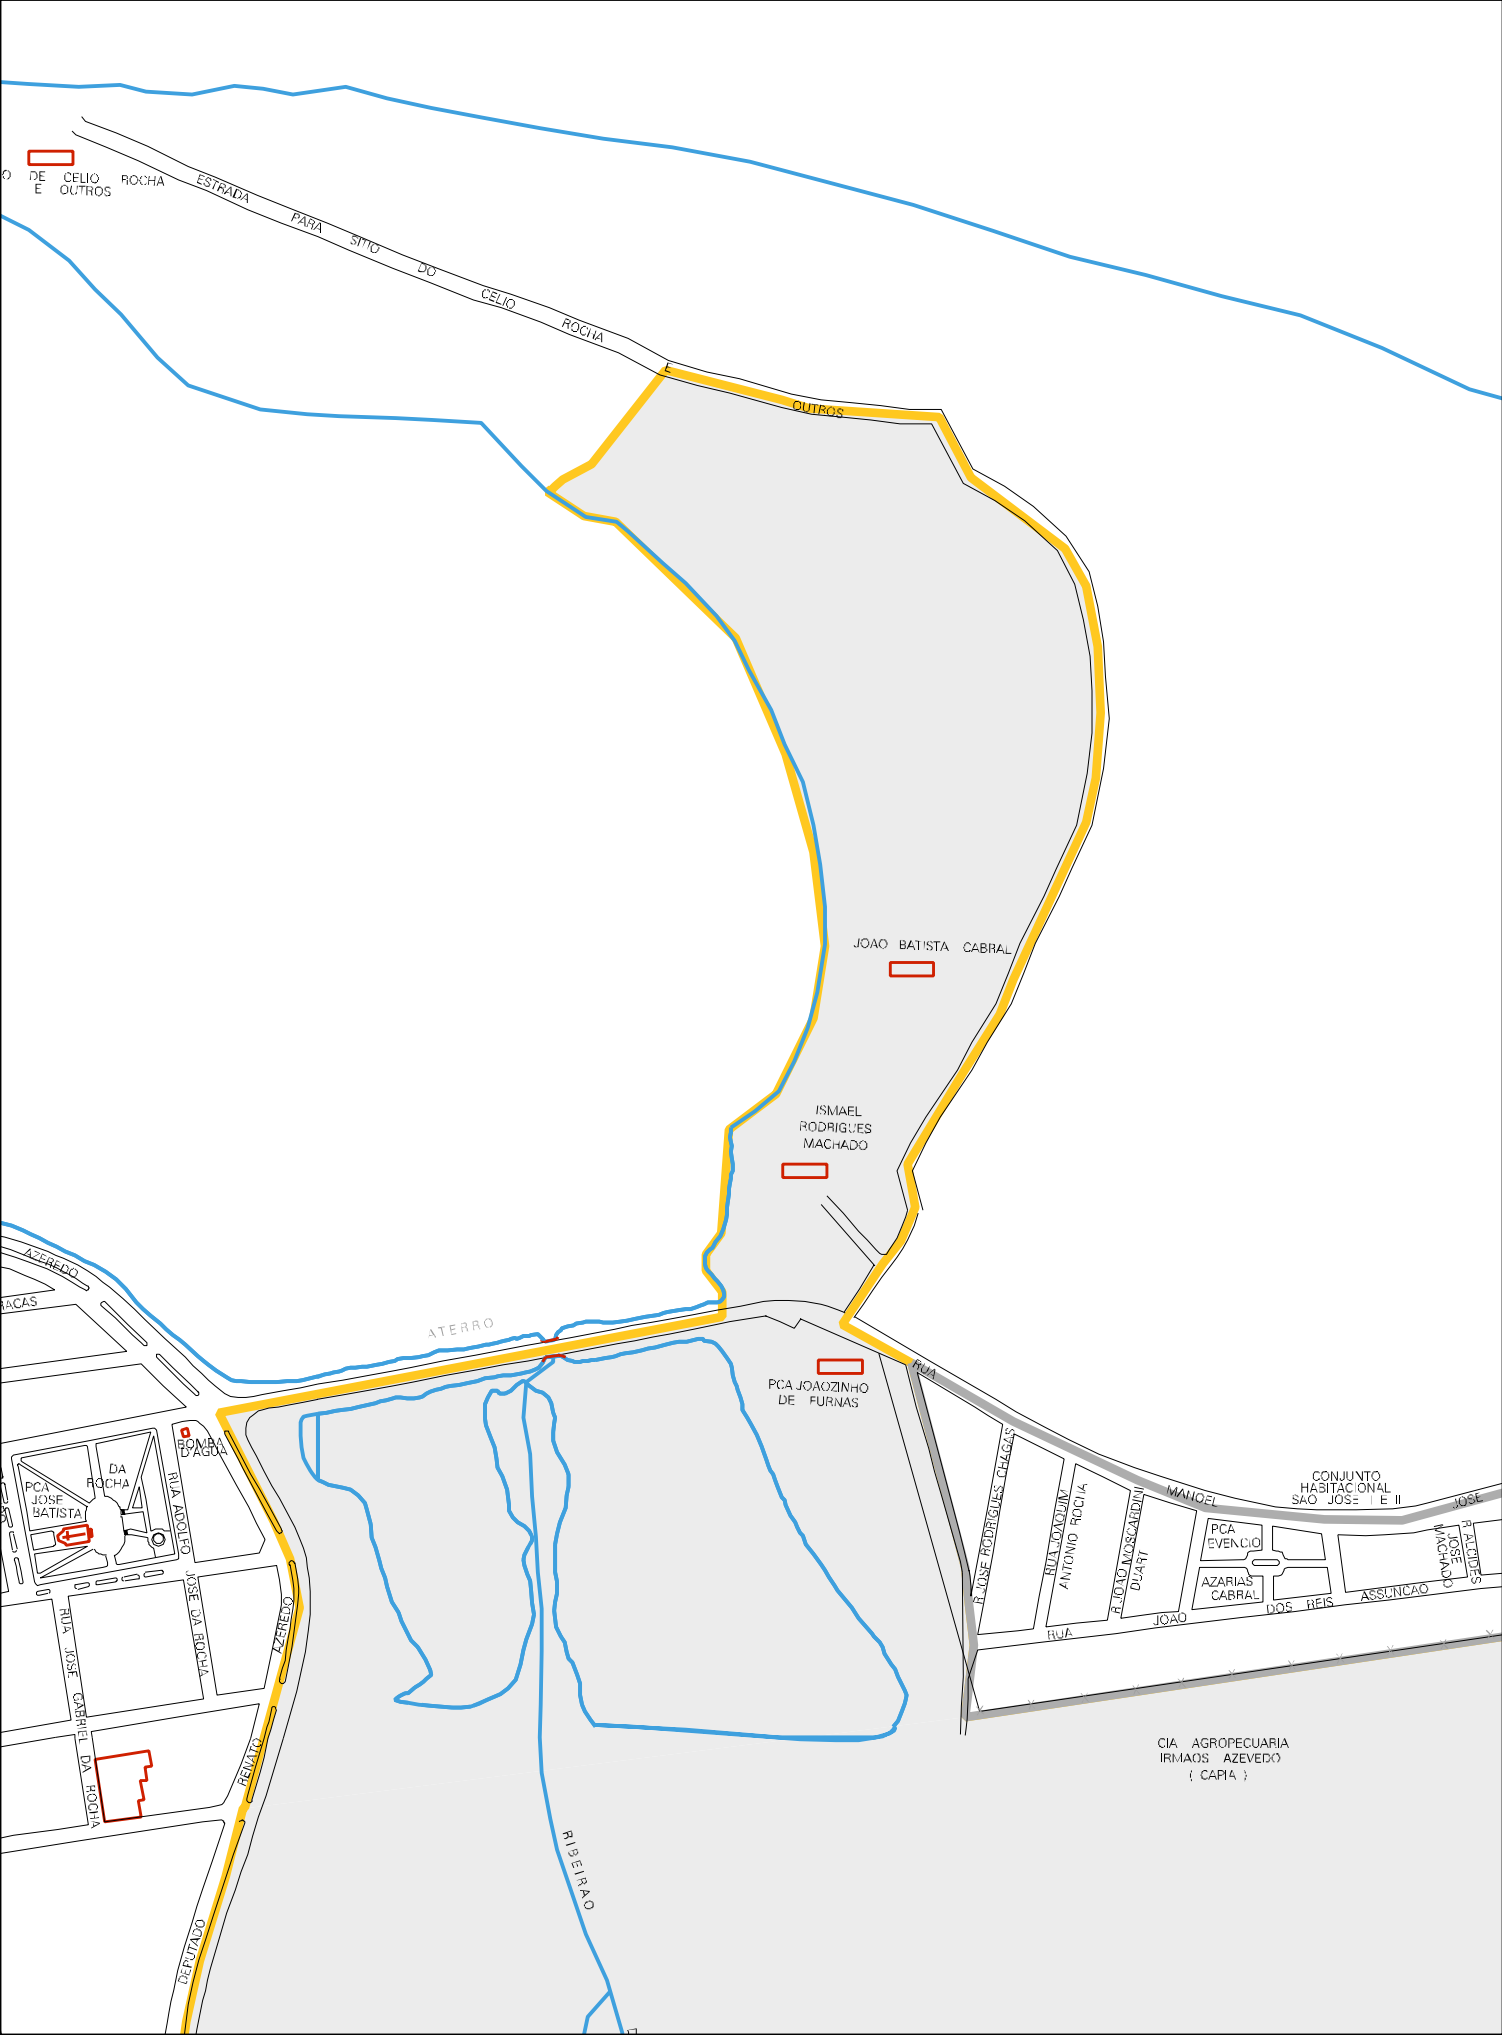 O DE CELIO ROCHA
E OUTROS
ESTRADA PARA SITIO DO CELIO ROCHA E OUTROS
JOAO BATISTA CABRAL
ISMAEL
RODRIGUES
MACHADO
AZEREDO
ATERRO
PCA JOAOZINHO
DE FURNAS
RUA MANOEL JOSE
BOMBA
D'AGUA
PCA
JOSE
BATISTA
DA
ROCHA
RUA ADOLFO
JOSE DA ROCHA
RUA JOSE GABRIEL DA ROCHA
DEPUTADO RENATO AZEREDO
R JOSE RODRIGUES CHAGAS
RUA JOAQUIM
ANTONIO ROCHA
R JOAO MOSCARDINI
DUART
CONJUNTO
HABITACIONAL
SAO JOSE I E II
PCA
EVENCIO
AZARIAS
CABRAL
JOSE
MACHADO
R ALCIDES
RUA JOAO DOS REIS ASSUNCAO
CIA AGROPECUARIA
IRMAOS AZEVEDO
( CAPIA )
RIBEIRAO